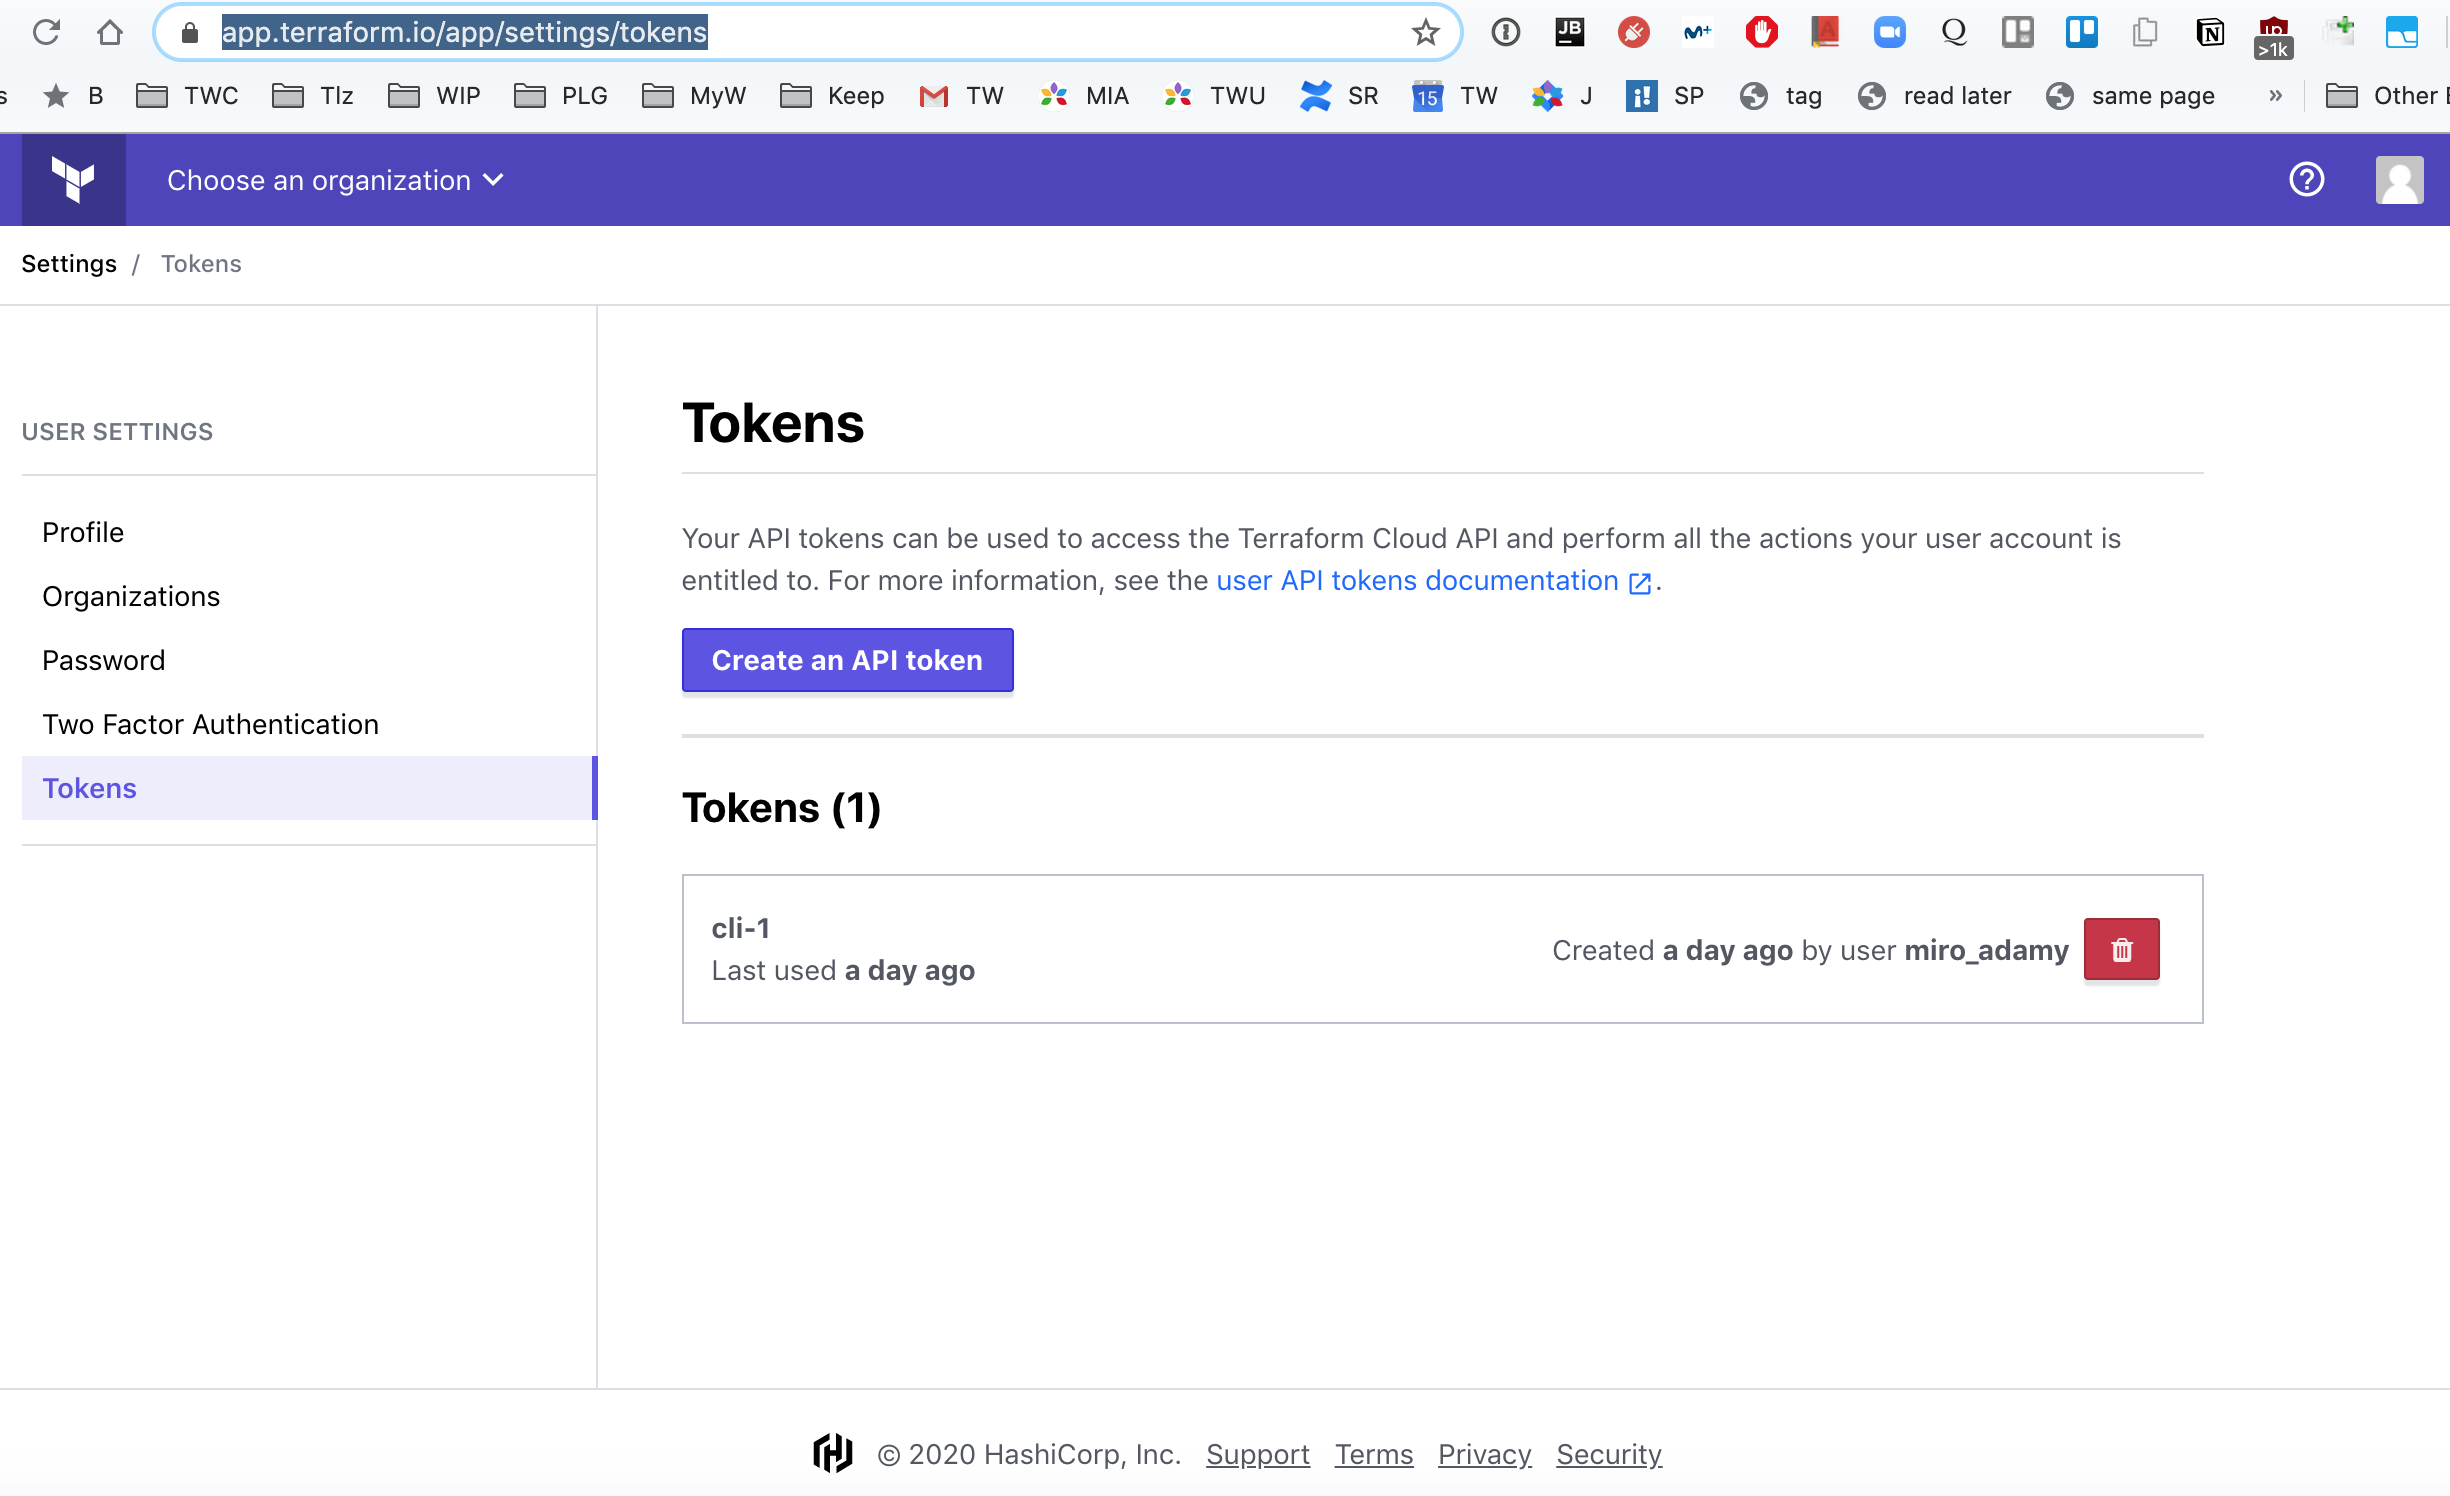 app.terraform.io/app/settings/tokens
JB
>1k
s B TWC Tlz WIP PLG MyW Keep TW MIA TWU SR 15 TW J SP tag read later same page » Other
Choose an organization
Settings / Tokens
USER SETTINGS
Profile
Organizations
Password
Two Factor Authentication
Tokens
Tokens
Your API tokens can be used to access the Terraform Cloud API and perform all the actions your user account is
entitled to. For more information, see the user API tokens documentation .
Create an API token
Tokens (1)
cli-1
Last used a day ago
Created a day ago by user miro_adamy
© 2020 HashiCorp, Inc. Support Terms Privacy Security